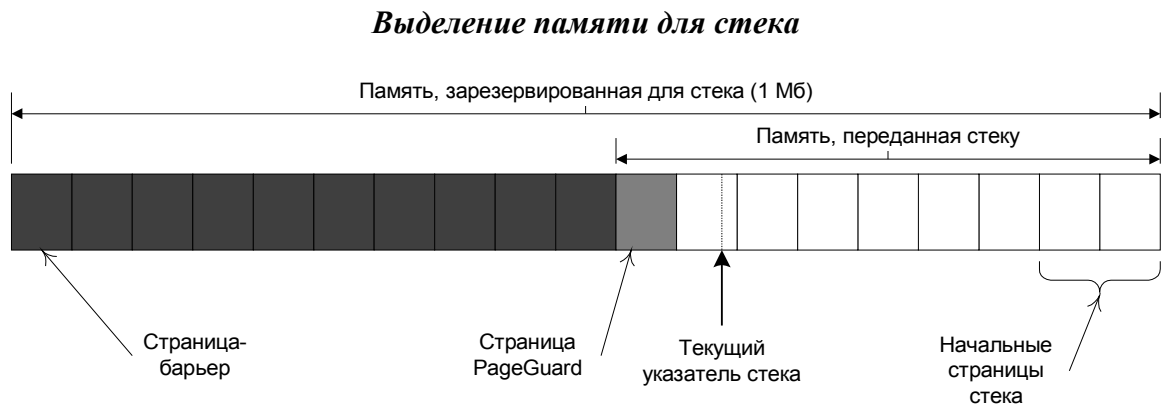 Выделение памяти для стека
Память, зарезервированная для стека (1 Мб)
Память, переданная стеку
Страница-
барьер
Страница
PageGuard
Текущий
указатель стека
Начальные
страницы
стека